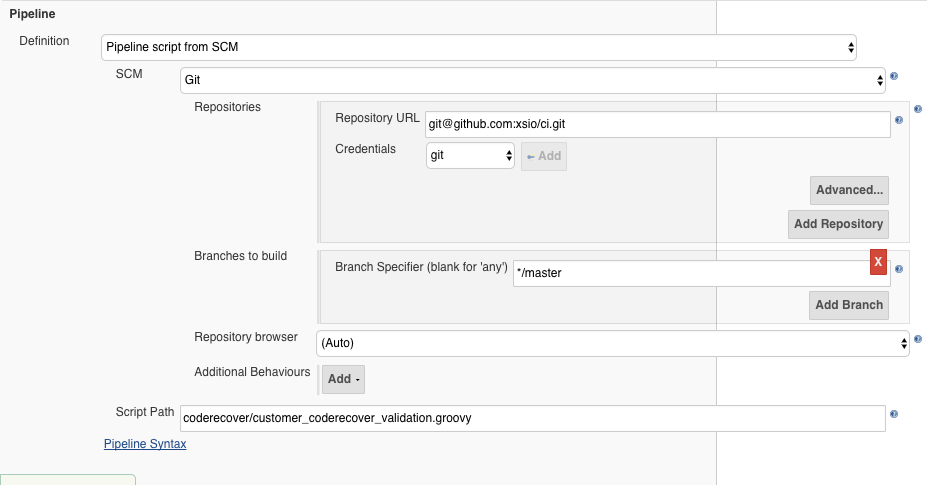 Pipeline
Definition
Pipeline script from SCM
SCM
Git
Repositories
Repository URL
git@github.com:xsio/ci.git
Credentials
git
Add
Advanced...
Add Repository
Branches to build
X
Branch Specifier (blank for 'any')
*/master
Add Branch
Repository browser
(Auto)
Additional Behaviours
Add
Script Path
coderecover/customer_coderecover_validation.groovy
Pipeline Syntax